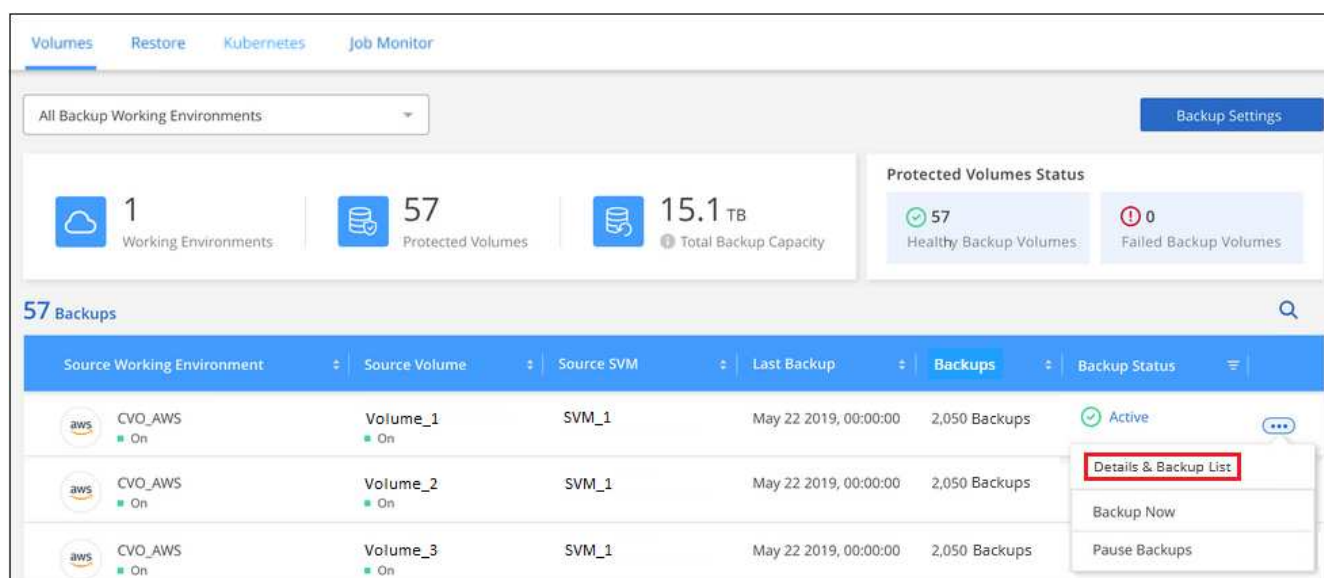 Volumes Restore Kubernetes Job Monitor
All Backup Working Environments
Backup Settings
1
Working Environments
57
Protected Volumes
15.1 TB
Total Backup Capacity
Protected Volumes Status
57
Healthy Backup Volumes
0
Failed Backup Volumes
57 Backups
Source Working Environment Source Volume Source SVM Last Backup Backups Backup Status
aws CVO_AWS Volume_1 SVM_1 May 22 2019, 00:00:00 2,050 Backups Active
On On
Details & Backup List
aws CVO_AWS Volume_2 SVM_1 May 22 2019, 00:00:00 2,050 Backups
On On
Backup Now
aws CVO_AWS Volume_3 SVM_1 May 22 2019, 00:00:00 2,050 Backups
Pause Backups
On On